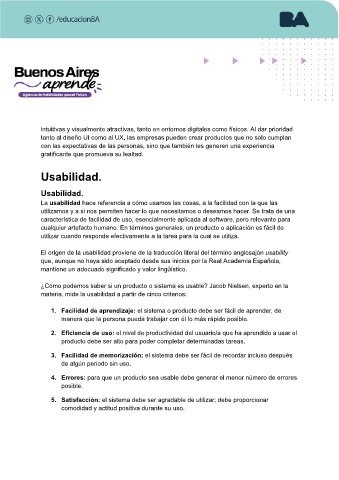 /educacionBA
BA
Buenos Aires
aprende
Agencia de Habilidades para el Futuro
intuitivas y visualmente atractivas, tanto en entornos digitales como físicos. Al dar prioridad
tanto al diseño UI como al UX, las empresas pueden crear productos que no solo cumplan
con las expectativas de las personas, sino que también les generen una experiencia
gratificante que promueva su lealtad.
Usabilidad.
Usabilidad.
La usabilidad hace referencia a cómo usamos las cosas, a la facilidad con la que las
utilizamos y a si nos permiten hacer lo que necesitamos o deseamos hacer. Se trata de una
característica de facilidad de uso, esencialmente aplicada al software, pero relevante para
cualquier artefacto humano. En términos generales, un producto o aplicación es fácil de
utilizar cuando responde efectivamente a la tarea para la cual se utiliza.
El origen de la usabilidad proviene de la traducción literal del término anglosajón usability
que, aunque no haya sido aceptado desde sus inicios por la Real Academia Española,
mantiene un adecuado significado y valor lingüístico.
¿Cómo podemos saber si un producto o sistema es usable? Jacob Nielsen, experto en la
materia, mide la usabilidad a partir de cinco criterios:
1. Facilidad de aprendizaje: el sistema o producto debe ser fácil de aprender, de
manera que la persona pueda trabajar con él lo más rápido posible.
2. Eficiencia de uso: el nivel de productividad del usuario/a que ha aprendido a usar el
producto debe ser alto para poder completar determinadas tareas.
3. Facilidad de memorización: el sistema debe ser fácil de recordar incluso después
de algún periodo sin uso.
4. Errores: para que un producto sea usable debe generar el menor número de errores
posible.
5. Satisfacción: el sistema debe ser agradable de utilizar; debe proporcionar
comodidad y actitud positiva durante su uso.